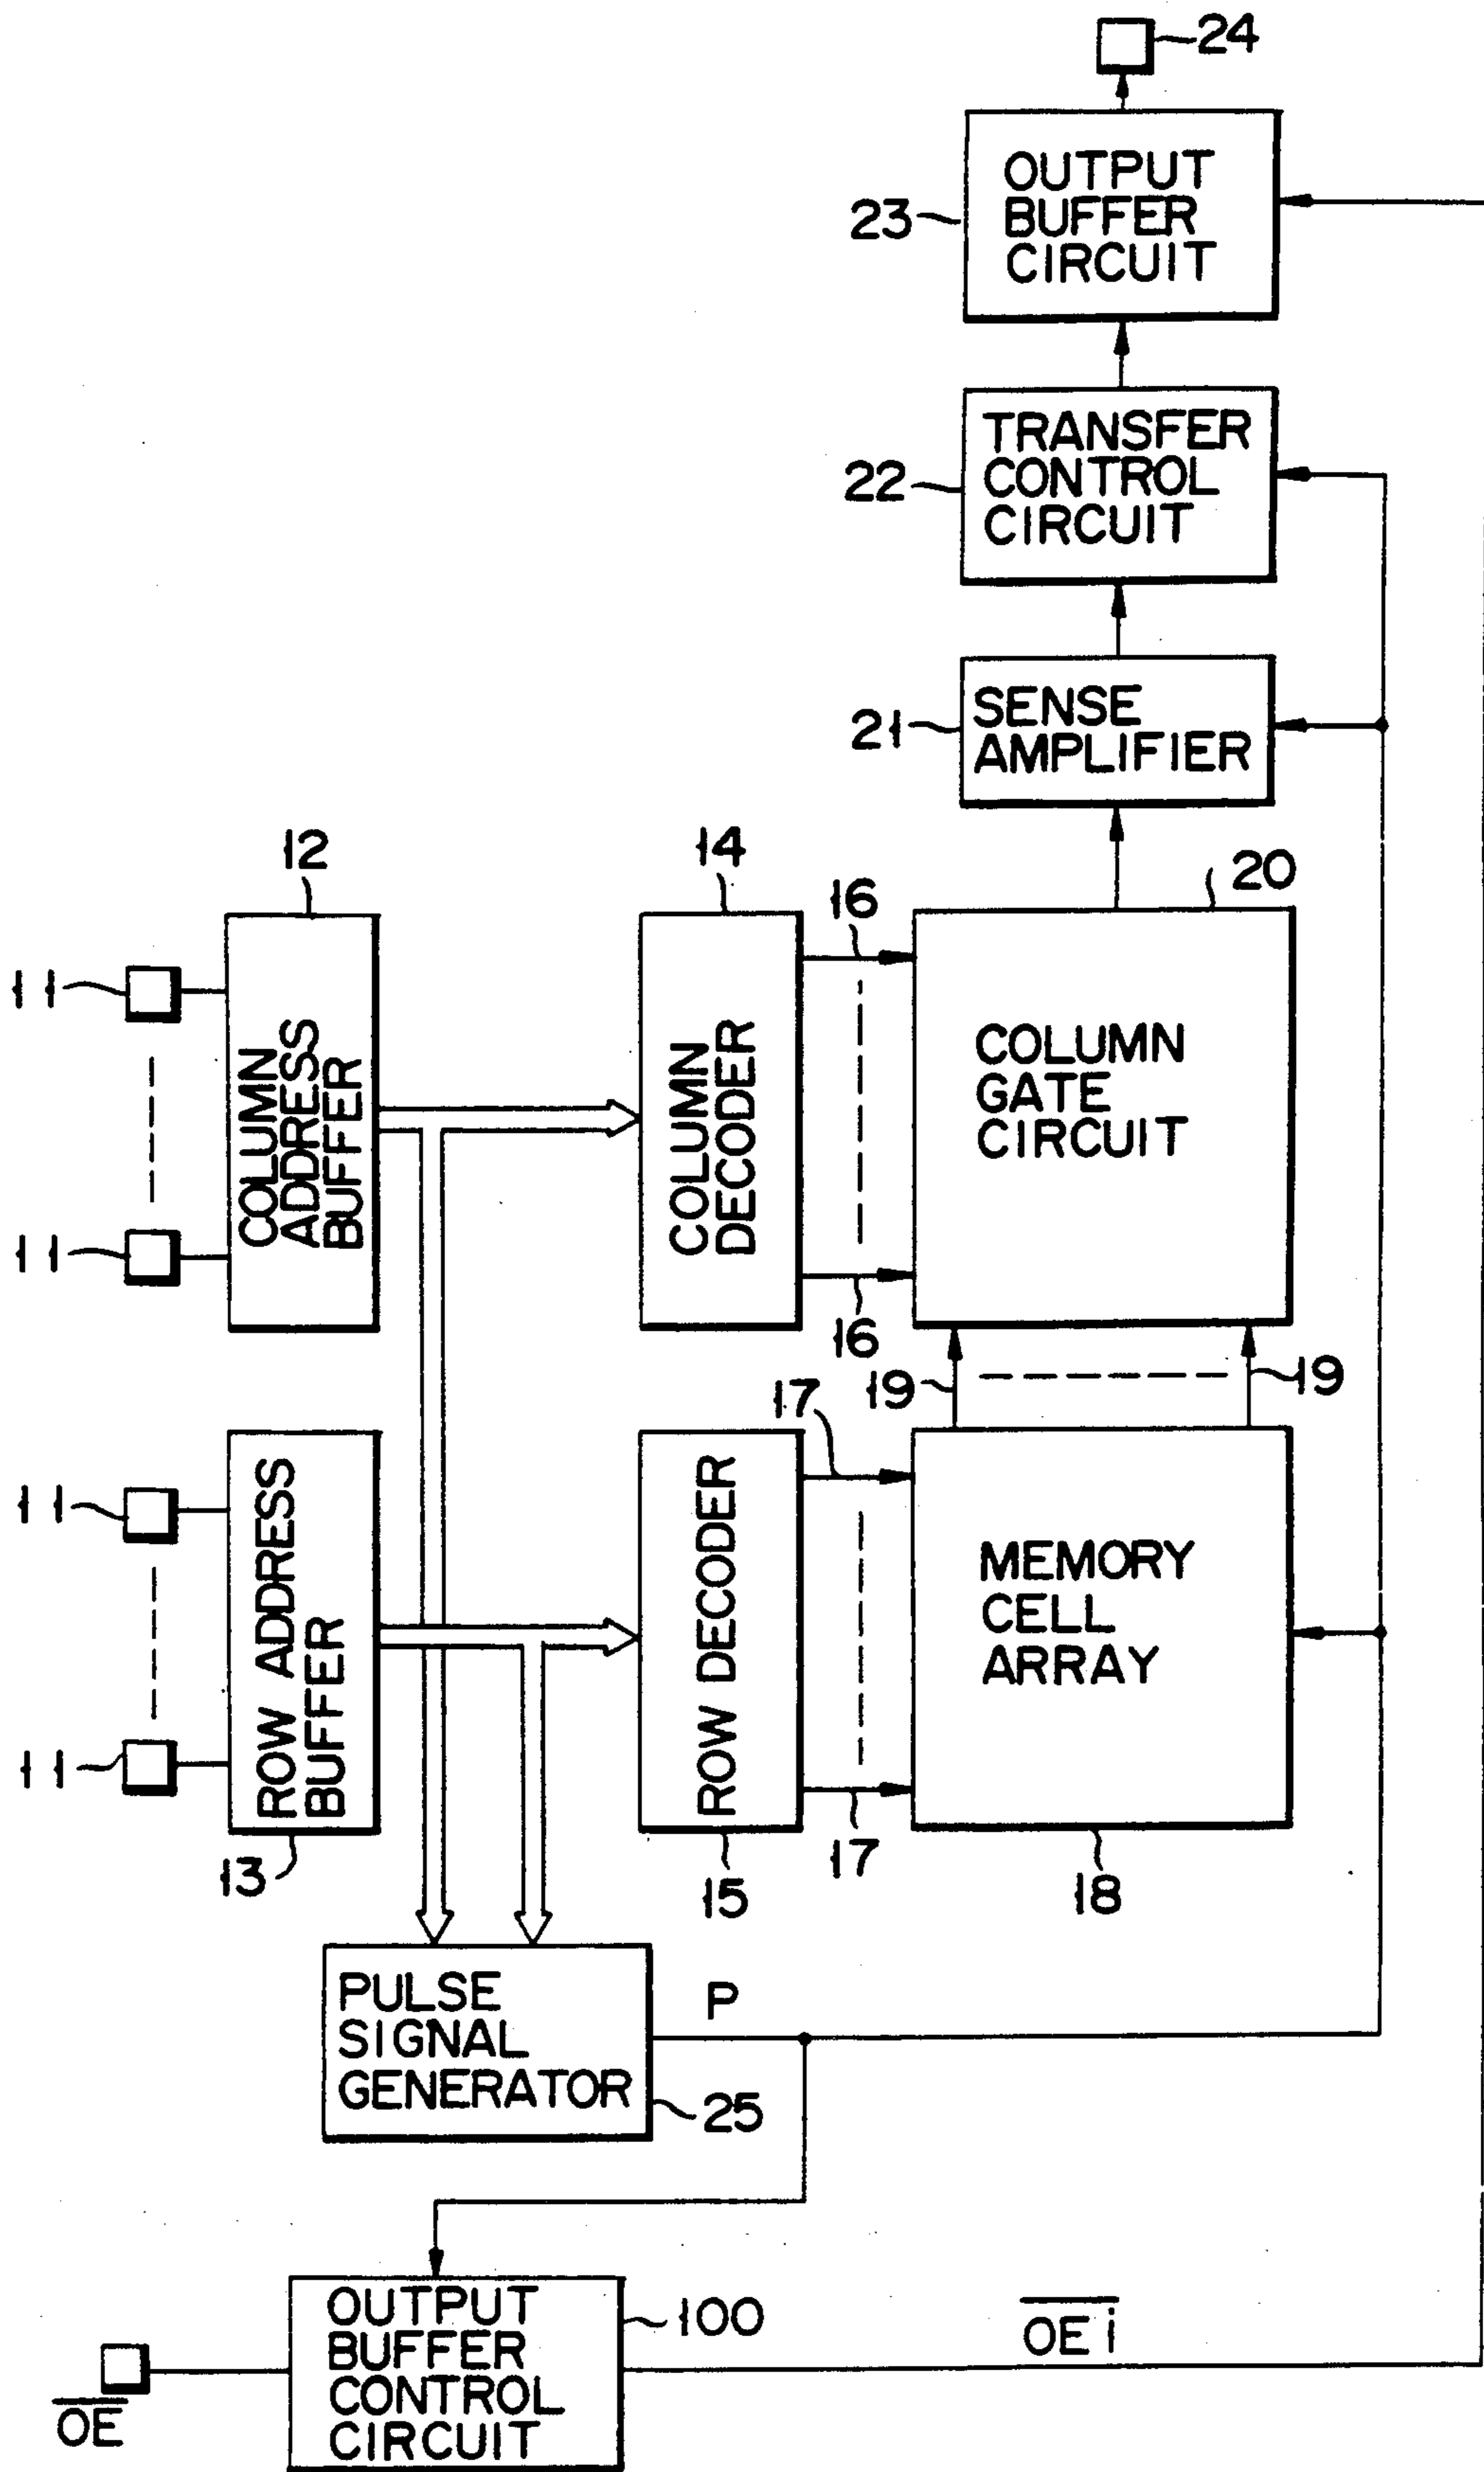 24
OUTPUT
BUFFER
CIRCUIT
23
TRANSFER
CONTROL
CIRCUIT
22
SENSE
AMPLIFIER
21
12
14
16
20
11
COLUMN
ADDRESS
BUFFER
COLUMN
DECODER
COLUMN
GATE
CIRCUIT
11
16
19
19
17
11
ROW ADDRESS
BUFFER
ROW DECODER
MEMORY
CELL
ARRAY
11
13
15
17
18
PULSE
SIGNAL
GENERATOR
P
25
OUTPUT
BUFFER
CONTROL
CIRCUIT
100
O̅E̅ i̅
O̅E̅